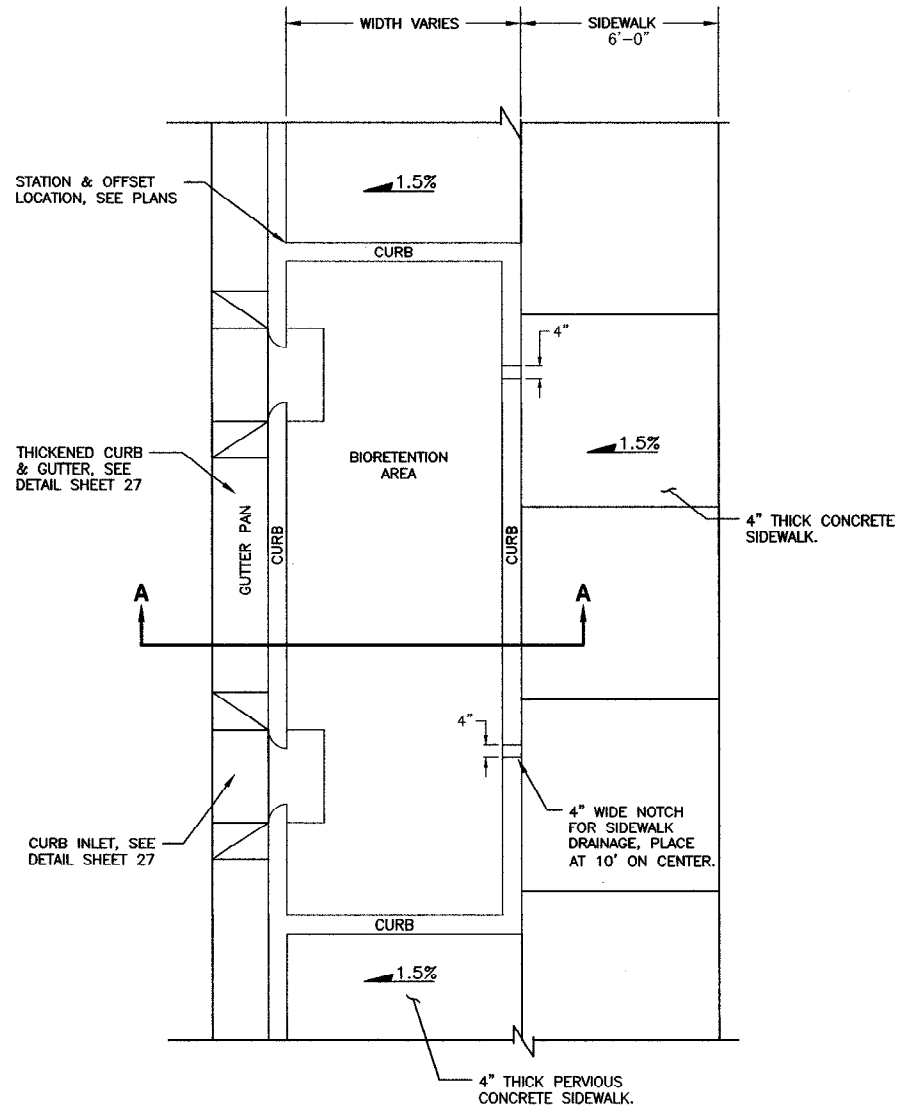 WIDTH VARIES
SIDEWALK
6'-0"
STATION & OFFSET
LOCATION, SEE PLANS
1.5%
CURB
4"
THICKENED CURB
& GUTTER, SEE
DETAIL SHEET 27
BIORETENTION
AREA
1.5%
GUTTER PAN
CURB
CURB
4" THICK CONCRETE
SIDEWALK.
A
A
4"
CURB INLET, SEE
DETAIL SHEET 27
4" WIDE NOTCH
FOR SIDEWALK
DRAINAGE, PLACE
AT 10' ON CENTER.
CURB
1.5%
4" THICK PERVIOUS
CONCRETE SIDEWALK.